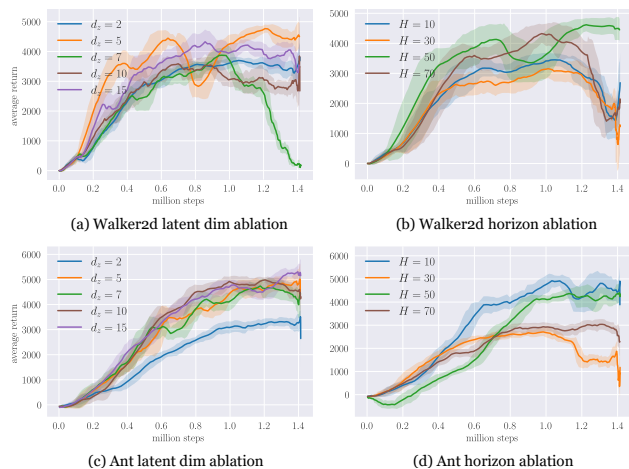 5000
4000
3000
2000
1000
0
average return
d_z = 2
d_z = 5
d_z = 7
d_z = 10
d_z = 15
0.0 0.2 0.4 0.6 0.8 1.0 1.2 1.4
million steps
(a) Walker2d latent dim ablation
5000
4000
3000
2000
1000
0
H = 10
H = 30
H = 50
H = 70
0.0 0.2 0.4 0.6 0.8 1.0 1.2 1.4
million steps
(b) Walker2d horizon ablation
6000
5000
4000
3000
2000
1000
0
average return
d_z = 2
d_z = 5
d_z = 7
d_z = 10
d_z = 15
0.0 0.2 0.4 0.6 0.8 1.0 1.2 1.4
million steps
(c) Ant latent dim ablation
6000
5000
4000
3000
2000
1000
0
H = 10
H = 30
H = 50
H = 70
0.0 0.2 0.4 0.6 0.8 1.0 1.2 1.4
million steps
(d) Ant horizon ablation